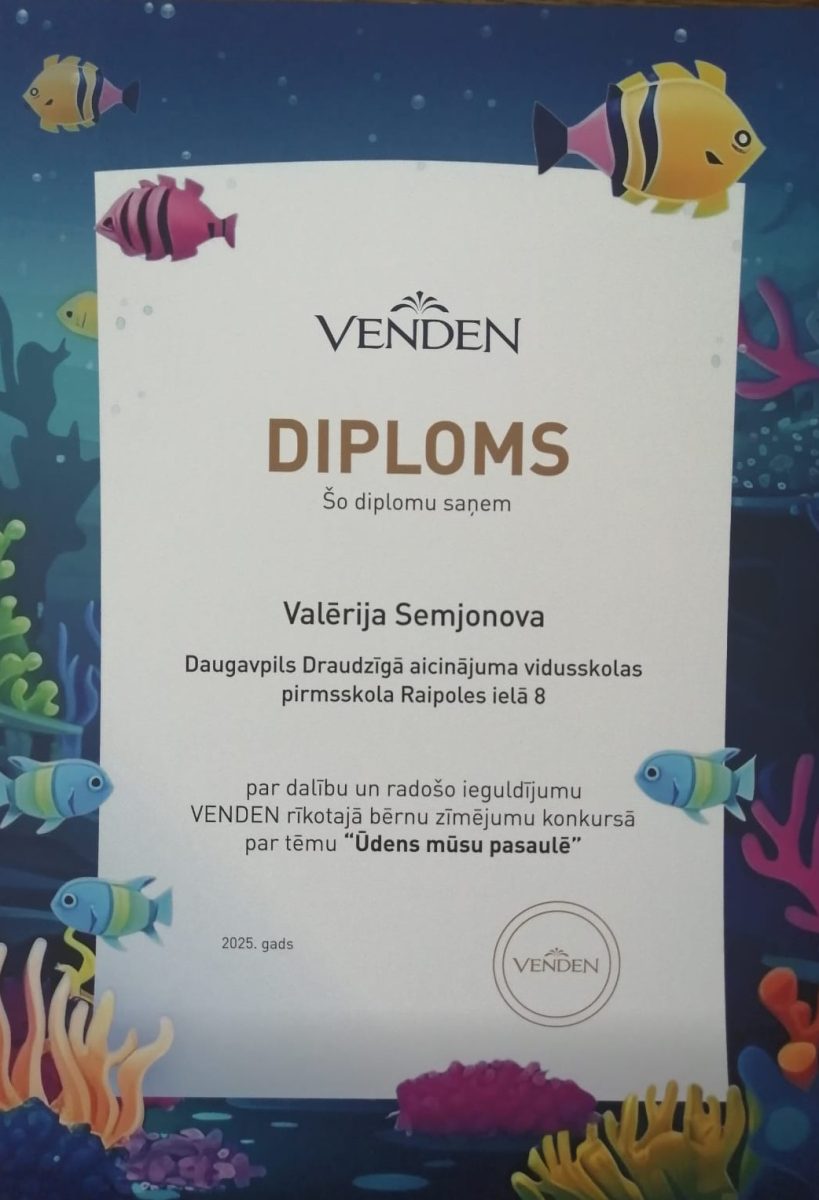 VENDEN
DIPLOMS
Šo diplomu saņem
Valērija Semjonova
Daugavpils Draudzīgā aicinājuma vidusskolas
pirmsskola Raipoles ielā 8
par dalību un radošo ieguldījumu
VENDEN rīkotajā bērnu zīmējumu konkursā
par tēmu “Ūdens mūsu pasaulē”
2025. gads
VENDEN